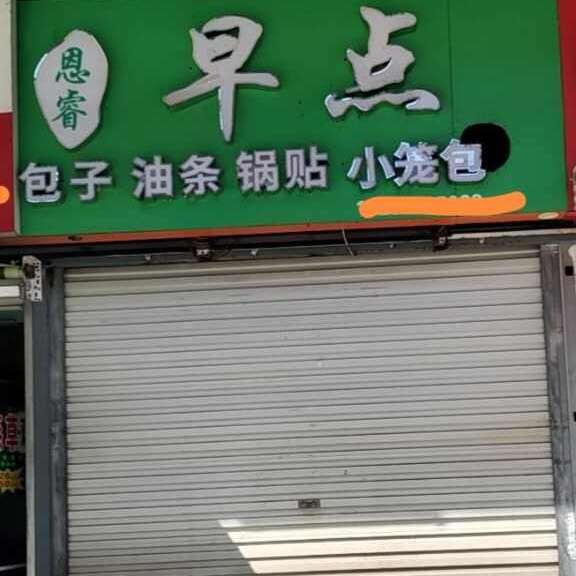 恩睿
早点
包子 油条 锅贴 小笼包